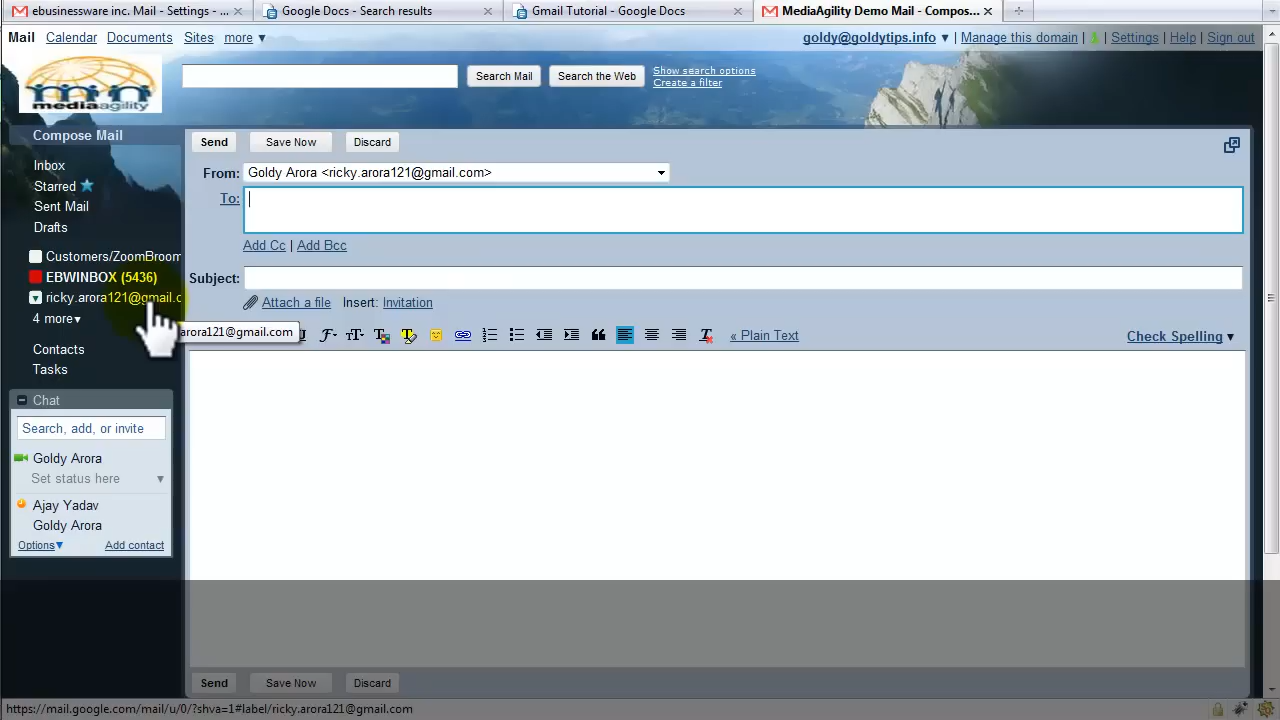 ebusinessware inc. Mail - Settings - ...
Google Docs - Search results
Gmail Tutorial - Google Docs
MediaAgility Demo Mail - Compos...
Mail Calendar Documents Sites more ▼
goldy@goldytips.info ▼ | Manage this domain | Settings | Help | Sign out
mediaagility
Search Mail
Search the Web
Show search options
Create a filter
Compose Mail
Inbox
Starred
Sent Mail
Drafts
Customers/ZoomBroom
EBWINBOX (5436)
ricky.arora121@gmail.c
4 more▼
Contacts
Tasks
Chat
Search, add, or invite
Goldy Arora
Set status here
Ajay Yadav
Goldy Arora
Options▼
Add contact
Send
Save Now
Discard
From: Goldy Arora <ricky.arora121@gmail.com>
To:
Add Cc | Add Bcc
Subject:
Attach a file Insert: Invitation
arora121@gmail.com
« Plain Text
Check Spelling ▼
Send
Save Now
Discard
https://mail.google.com/mail/u/0/?shva=1#label/ricky.arora121@gmail.com